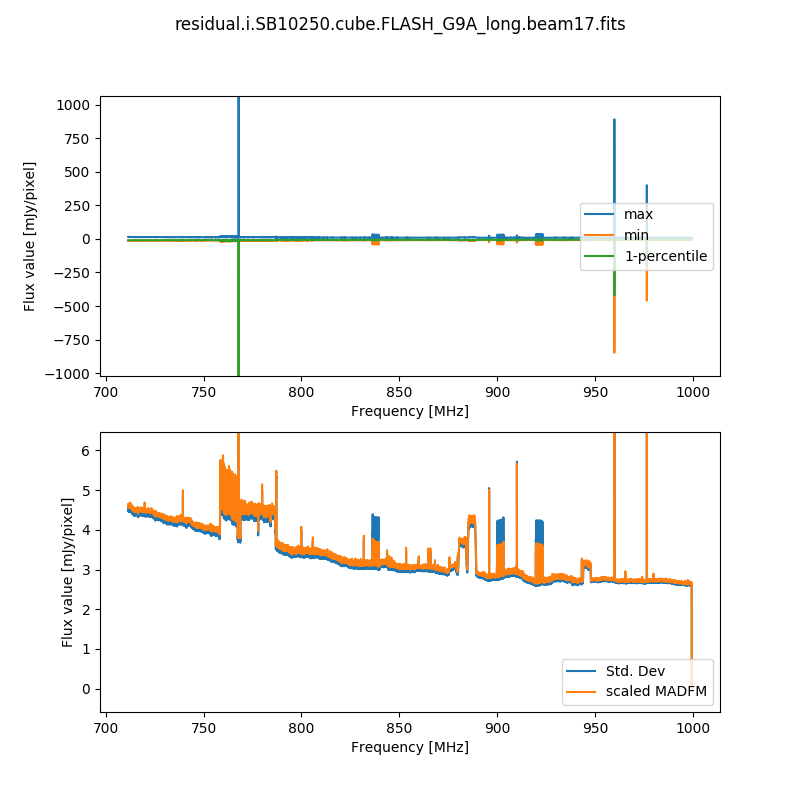 residual.i.SB10250.cube.FLASH_G9A_long.beam17.fits
1000
750
500
250
0
−250
−500
−750
−1000
Flux value [mJy/pixel]
max
min
1-percentile
700 750 800 850 900 950 1000
Frequency [MHz]
6
5
4
3
2
1
0
Flux value [mJy/pixel]
Std. Dev
scaled MADFM
700 750 800 850 900 950 1000
Frequency [MHz]